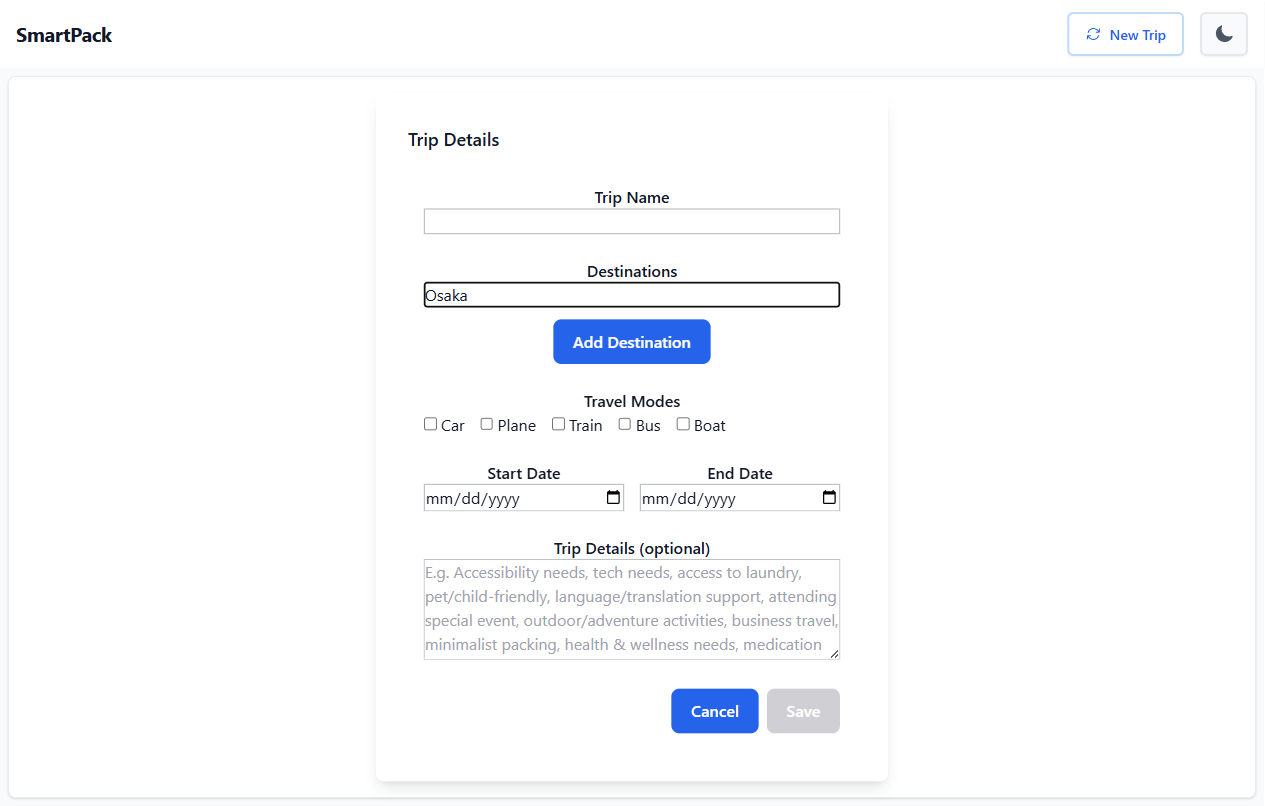 SmartPack
New Trip
Trip Details
Trip Name
Destinations
Osaka
Add Destination
Travel Modes
Car Plane Train Bus Boat
Start Date End Date
mm/dd/yyyy mm/dd/yyyy
Trip Details (optional)
E.g. Accessibility needs, tech needs, access to laundry,
pet/child-friendly, language/translation support, attending
special event, outdoor/adventure activities, business travel,
minimalist packing, health & wellness needs, medication
Cancel Save